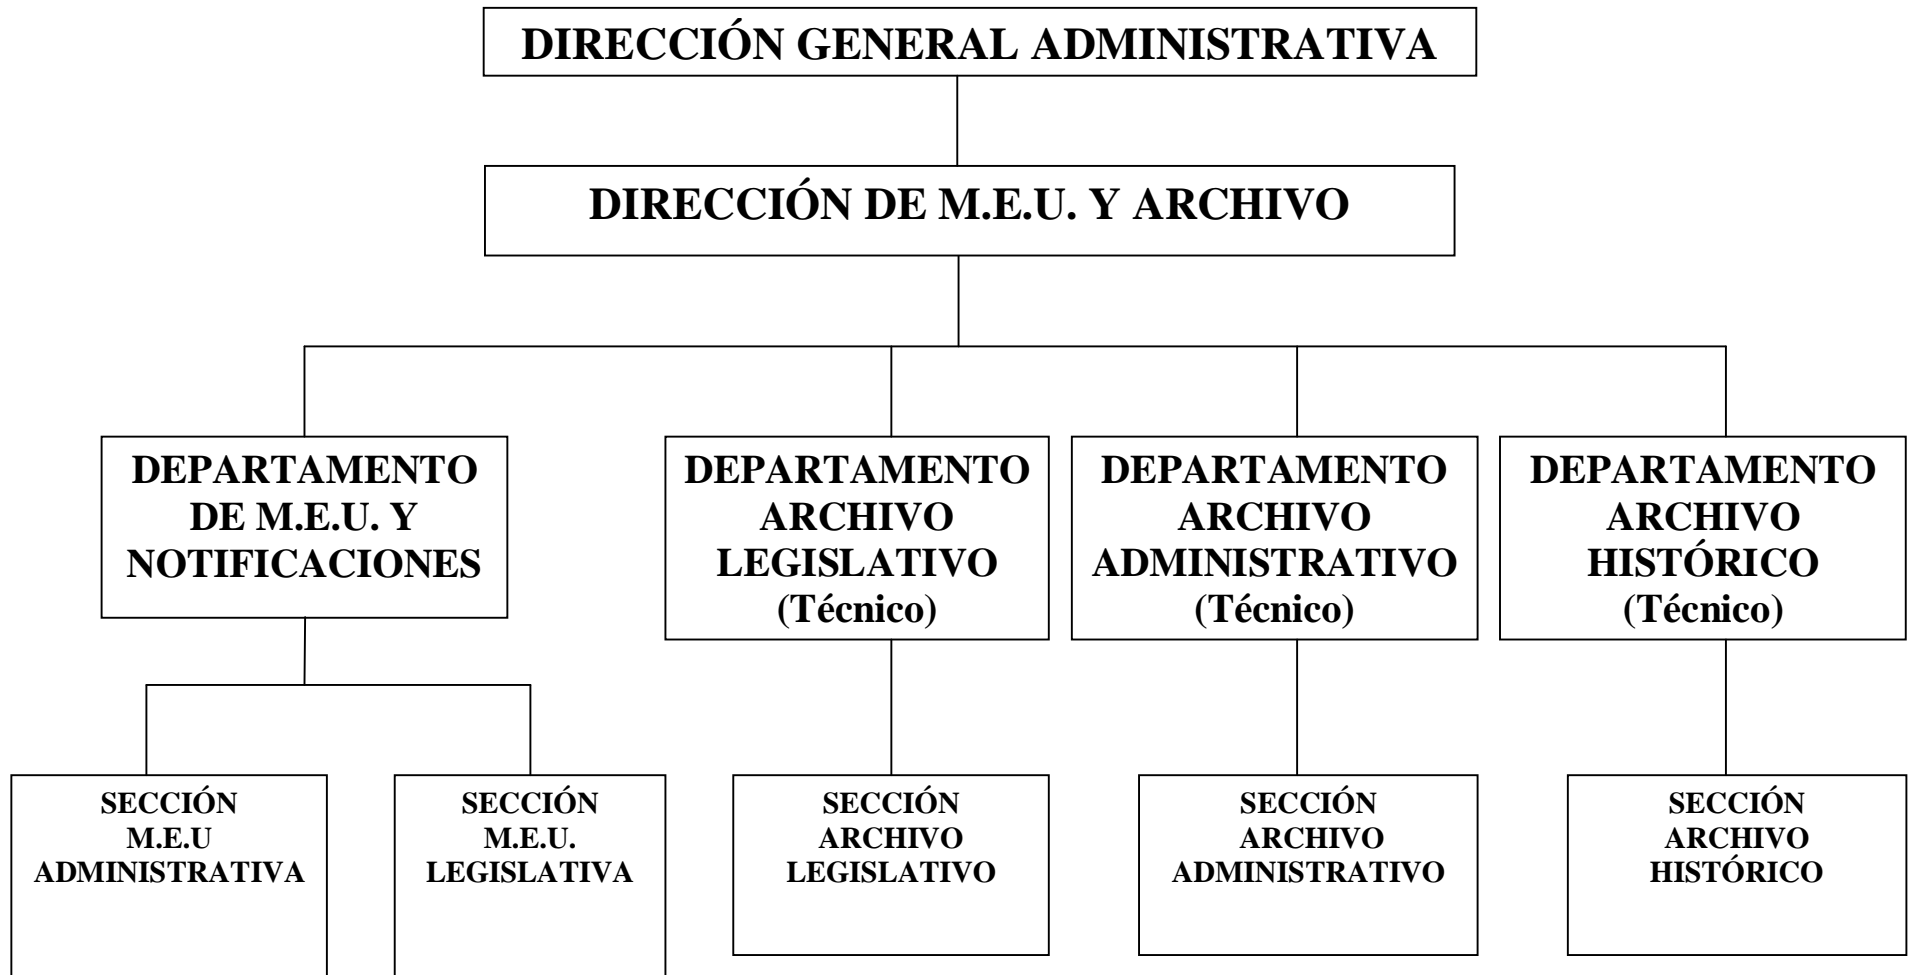 DIRECCIÓN GENERAL ADMINISTRATIVA
DIRECCIÓN DE M.E.U. Y ARCHIVO
DEPARTAMENTO
DE M.E.U. Y
NOTIFICACIONES
DEPARTAMENTO
ARCHIVO
LEGISLATIVO
(Técnico)
DEPARTAMENTO
ARCHIVO
ADMINISTRATIVO
(Técnico)
DEPARTAMENTO
ARCHIVO
HISTÓRICO
(Técnico)
SECCIÓN
M.E.U
ADMINISTRATIVA
SECCIÓN
M.E.U.
LEGISLATIVA
SECCIÓN
ARCHIVO
LEGISLATIVO
SECCIÓN
ARCHIVO
ADMINISTRATIVO
SECCIÓN
ARCHIVO
HISTÓRICO